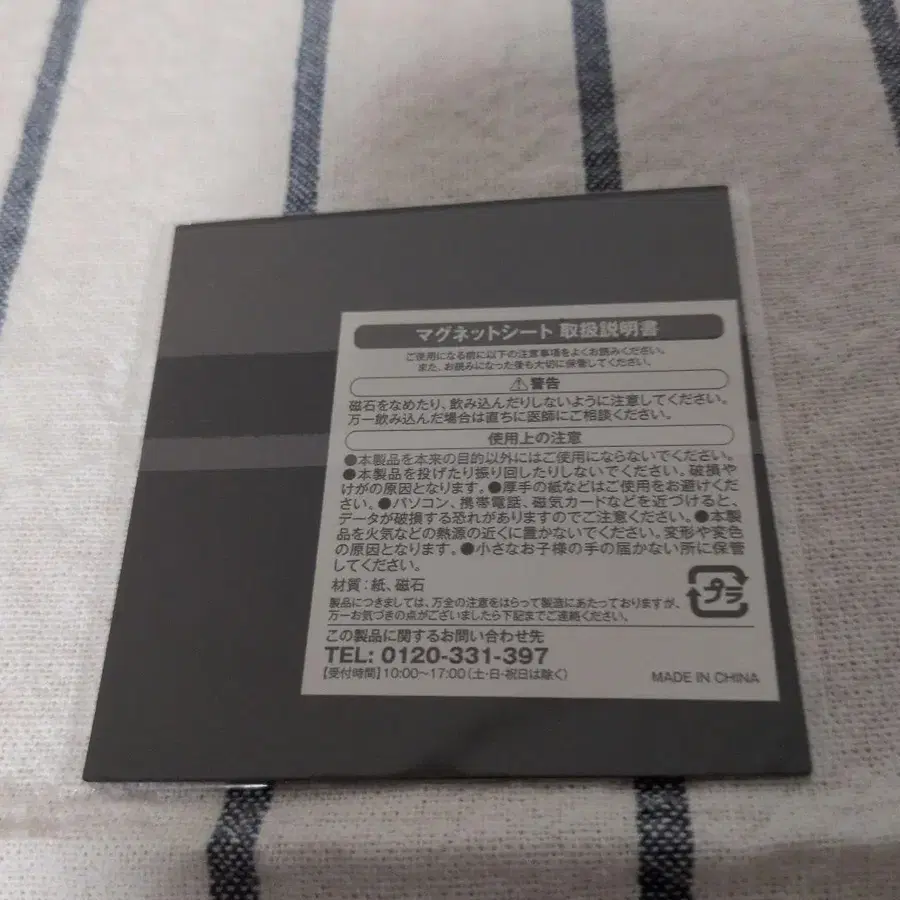 マグネットシート 取扱説明書
ご使用になる前に以下の注意事項をよくお読みください。
また、お読みになった後も大切に保管してください。
⚠警告
磁石をなめたり、飲み込んだりしないように注意してください。
万一飲み込んだ場合は直ちに医師にご相談ください。
使用上の注意
●本製品を本来の目的以外にはご使用にならないでください。
●本製品を投げたり振り回したりしないでください。破損や
けがの原因となります。●厚手の紙などはご使用をお避けくだ
さい。●パソコン、携帯電話、磁気カードなどを近づけると、
データが破損する恐れがありますのでご注意ください。●本製
品を火気などの熱源の近くに置かないでください。変形や変色
の原因となります。●小さなお子様の手の届かない所に保管
してください。
材質：紙、磁石
プラ
製品につきましては、万全の注意をはらって製造にあたっておりますが、
万一お気づきの点がございましたら下記までご連絡ください。
この製品に関するお問い合わせ先
TEL: 0120-331-397
【受付時間】10:00〜17:00（土・日・祝日は除く）
MADE IN CHINA